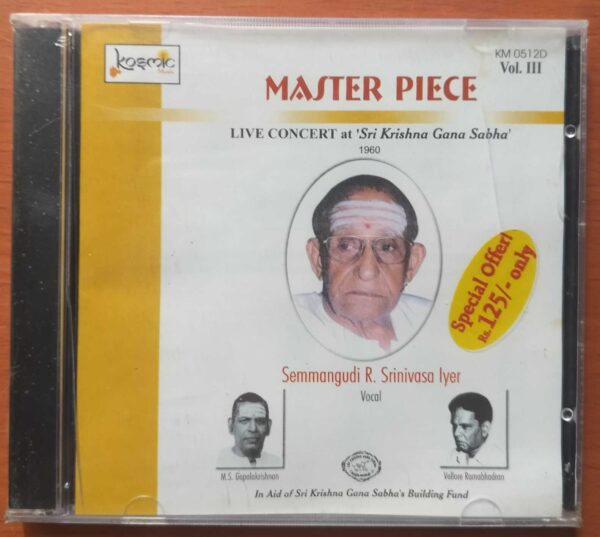 Kosmic
Music
KM 0512D
Vol. III
MASTER PIECE
LIVE CONCERT at 'Sri Krishna Gana Sabha'
1960
Special Offer!
Rs. 125/- only
Semmangudi R. Srinivasa Iyer
Vocal
M.S. Gopalakrishnan
Vellore Ramabhadran
In Aid of Sri Krishna Gana Sabha's Building Fund